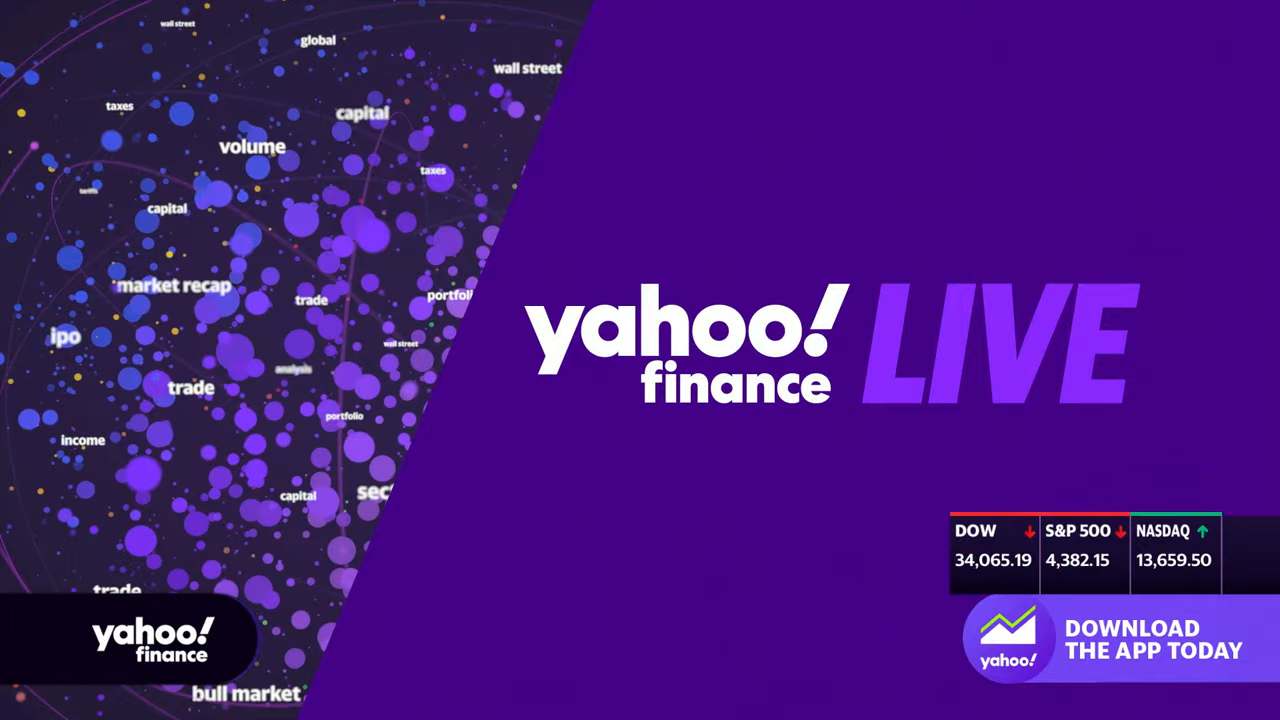 wall street
global
wall street
taxes
capital
volume
taxes
tariffs
capital
market recap
trade
portfoli
ipo
wall street
analysis
trade
portfolio
income
capital
sec
trade
bull market
yahoo!
finance
LIVE
DOW
34,065.19
S&P 500
4,382.15
NASDAQ
13,659.50
yahoo!
finance
yahoo!
DOWNLOAD
THE APP TODAY